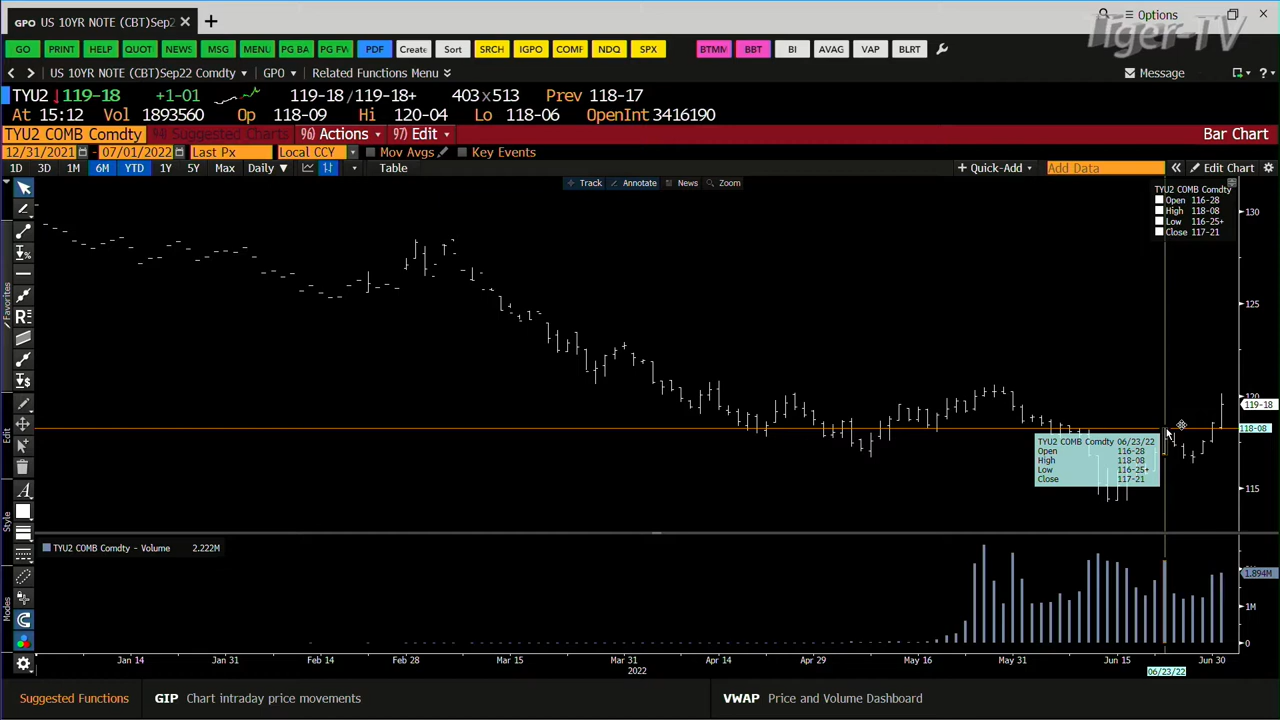 GPO US 10YR NOTE (CBT)Sep2 × +
Options
Tiger-TV
GO PRINT HELP QUOT NEWS MSG MENU PG BA PG FW PDF Create Sort SRCH IGPO COMF NDQ SPX BTMM BBT BI AVAG VAP BLRT
US 10YR NOTE (CBT)Sep22 Comdty GPO Related Functions Menu Message
TYU2 119-18 +1-01 119-18/119-18+ 403×513 Prev 118-17
At 15:12 Vol 1893560 Op 118-09 Hi 120-04 Lo 118-06 OpenInt 3416190
TYU2 COMB Comdty 94) Suggested Charts 96) Actions 97) Edit Bar Chart
12/31/2021 - 07/01/2022 Last Px Local CCY Mov Avgs Key Events
1D 3D 1M 6M YTD 1Y 5Y Max Daily Table + Quick-Add Add Data Edit Chart
Track Annotate News Zoom
TYU2 COMB Comdty
Open 116-28
High 118-08
Low 116-25+
Close 117-21
130
125
120
119-18
118-08
115
TYU2 COMB Comdty 06/23/22
Open 116-28
High 118-08
Low 116-25+
Close 117-21
Favorites
Edit
Style
Modes
TYU2 COMB Comdty - Volume 2.222M
1.894M
1M
0
Jan 14 Jan 31 Feb 14 Feb 28 Mar 15 Mar 31 Apr 14 Apr 29 May 16 May 31 Jun 15 Jun 30
2022
06/23/22
Suggested Functions GIP Chart intraday price movements VWAP Price and Volume Dashboard